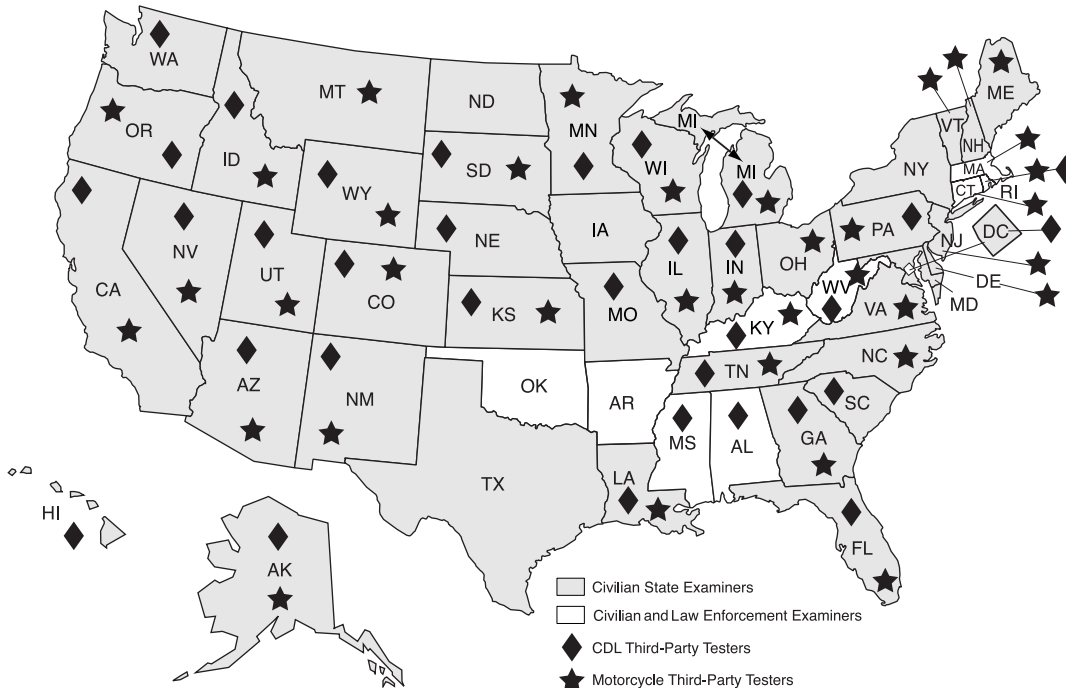 WA
MT
ND
MN
ME
OR
ID
SD
WI
MI
MI
VT
NH
NY
MA
CT
RI
WY
NE
IA
PA
NJ
DC
NV
UT
CO
KS
MO
IL
IN
OH
WV
DE
MD
CA
KY
VA
AZ
NM
OK
AR
TN
NC
SC
MS
AL
GA
TX
LA
FL
HI
AK
Civilian State Examiners
Civilian and Law Enforcement Examiners
CDL Third-Party Testers
Motorcycle Third-Party Testers